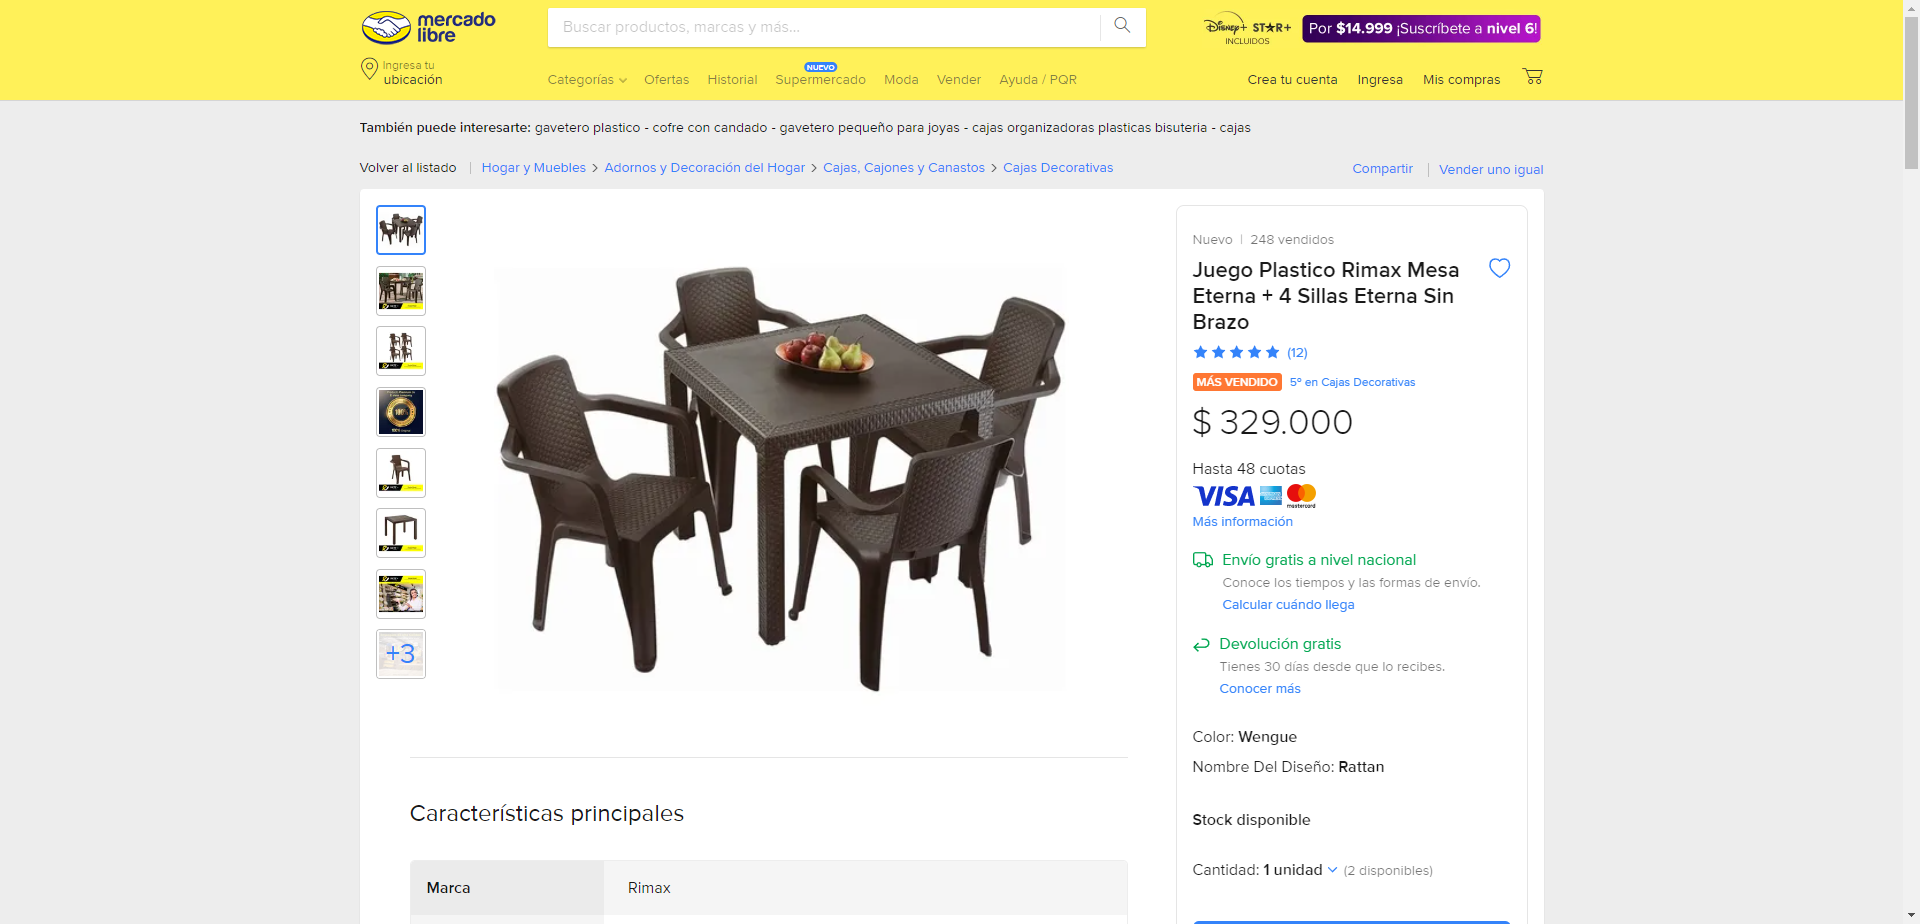 mercado
libre
Buscar productos, marcas y más...
Disney+ STAR+
INCLUIDOS
Por $14.999 ¡Suscríbete a nivel 6!
Ingresa tu
ubicación
Categorías
Ofertas
Historial
NUEVO
Supermercado
Moda
Vender
Ayuda / PQR
Crea tu cuenta
Ingresa
Mis compras
También puede interesarte: gavetero plastico - cofre con candado - gavetero pequeño para joyas - cajas organizadoras plasticas bisuteria - cajas
Volver al listado
Hogar y Muebles > Adornos y Decoración del Hogar > Cajas, Cajones y Canastos > Cajas Decorativas
Compartir
Vender uno igual
+3
Nuevo | 248 vendidos
Juego Plastico Rimax Mesa
Eterna + 4 Sillas Eterna Sin
Brazo
(12)
MÁS VENDIDO
5º en Cajas Decorativas
$ 329.000
Hasta 48 cuotas
VISA
mastercard
Más información
Envío gratis a nivel nacional
Conoce los tiempos y las formas de envío.
Calcular cuándo llega
Devolución gratis
Tienes 30 días desde que lo recibes.
Conocer más
Color: Wengue
Nombre Del Diseño: Rattan
Stock disponible
Cantidad: 1 unidad (2 disponibles)
Características principales
Marca
Rimax